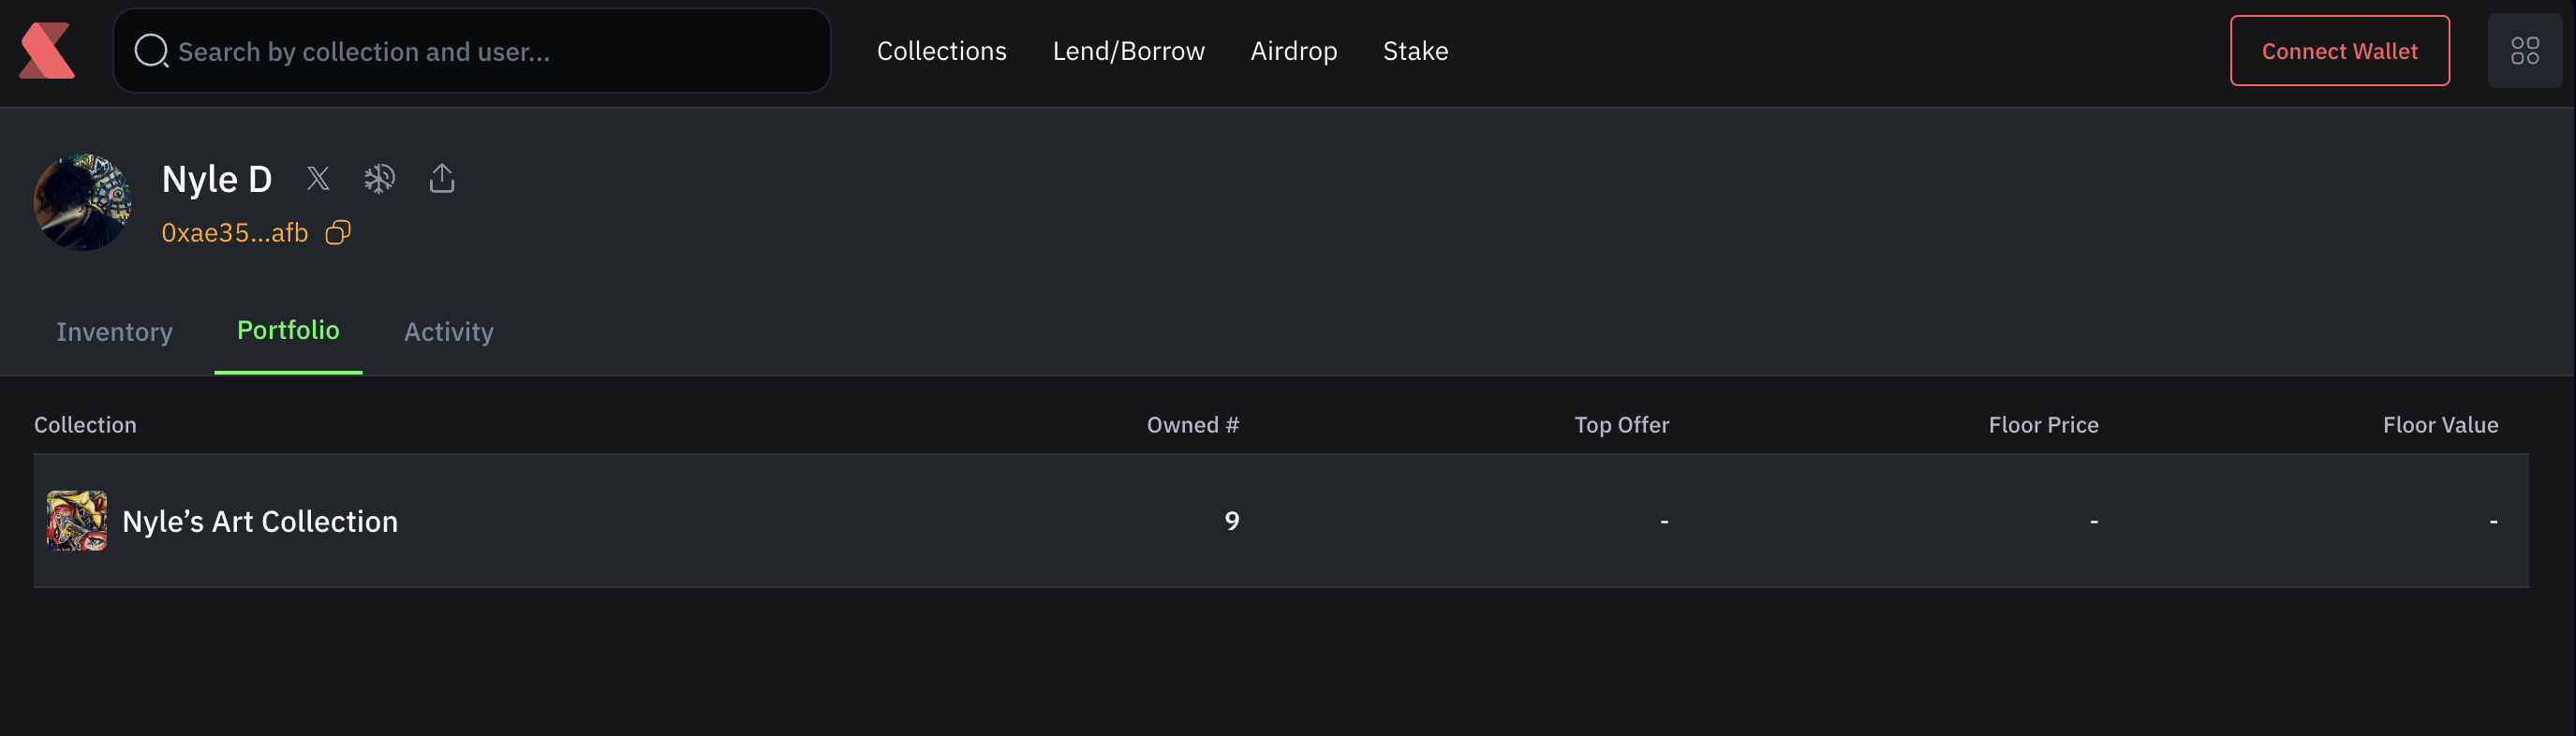 Search by collection and user...
Collections Lend/Borrow Airdrop Stake
Connect Wallet
Nyle D
0xae35...afb
Inventory Portfolio Activity
Collection Owned # Top Offer Floor Price Floor Value
Nyle’s Art Collection 9 - - -